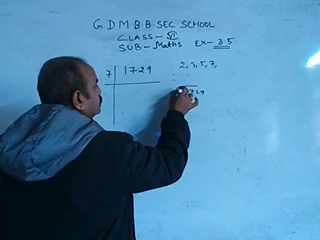 G D M B.B. SEC SCHOOL
CLASS - VI
SUB - Maths Ex- 3.5
7 1729 2, 3, 5, 7,